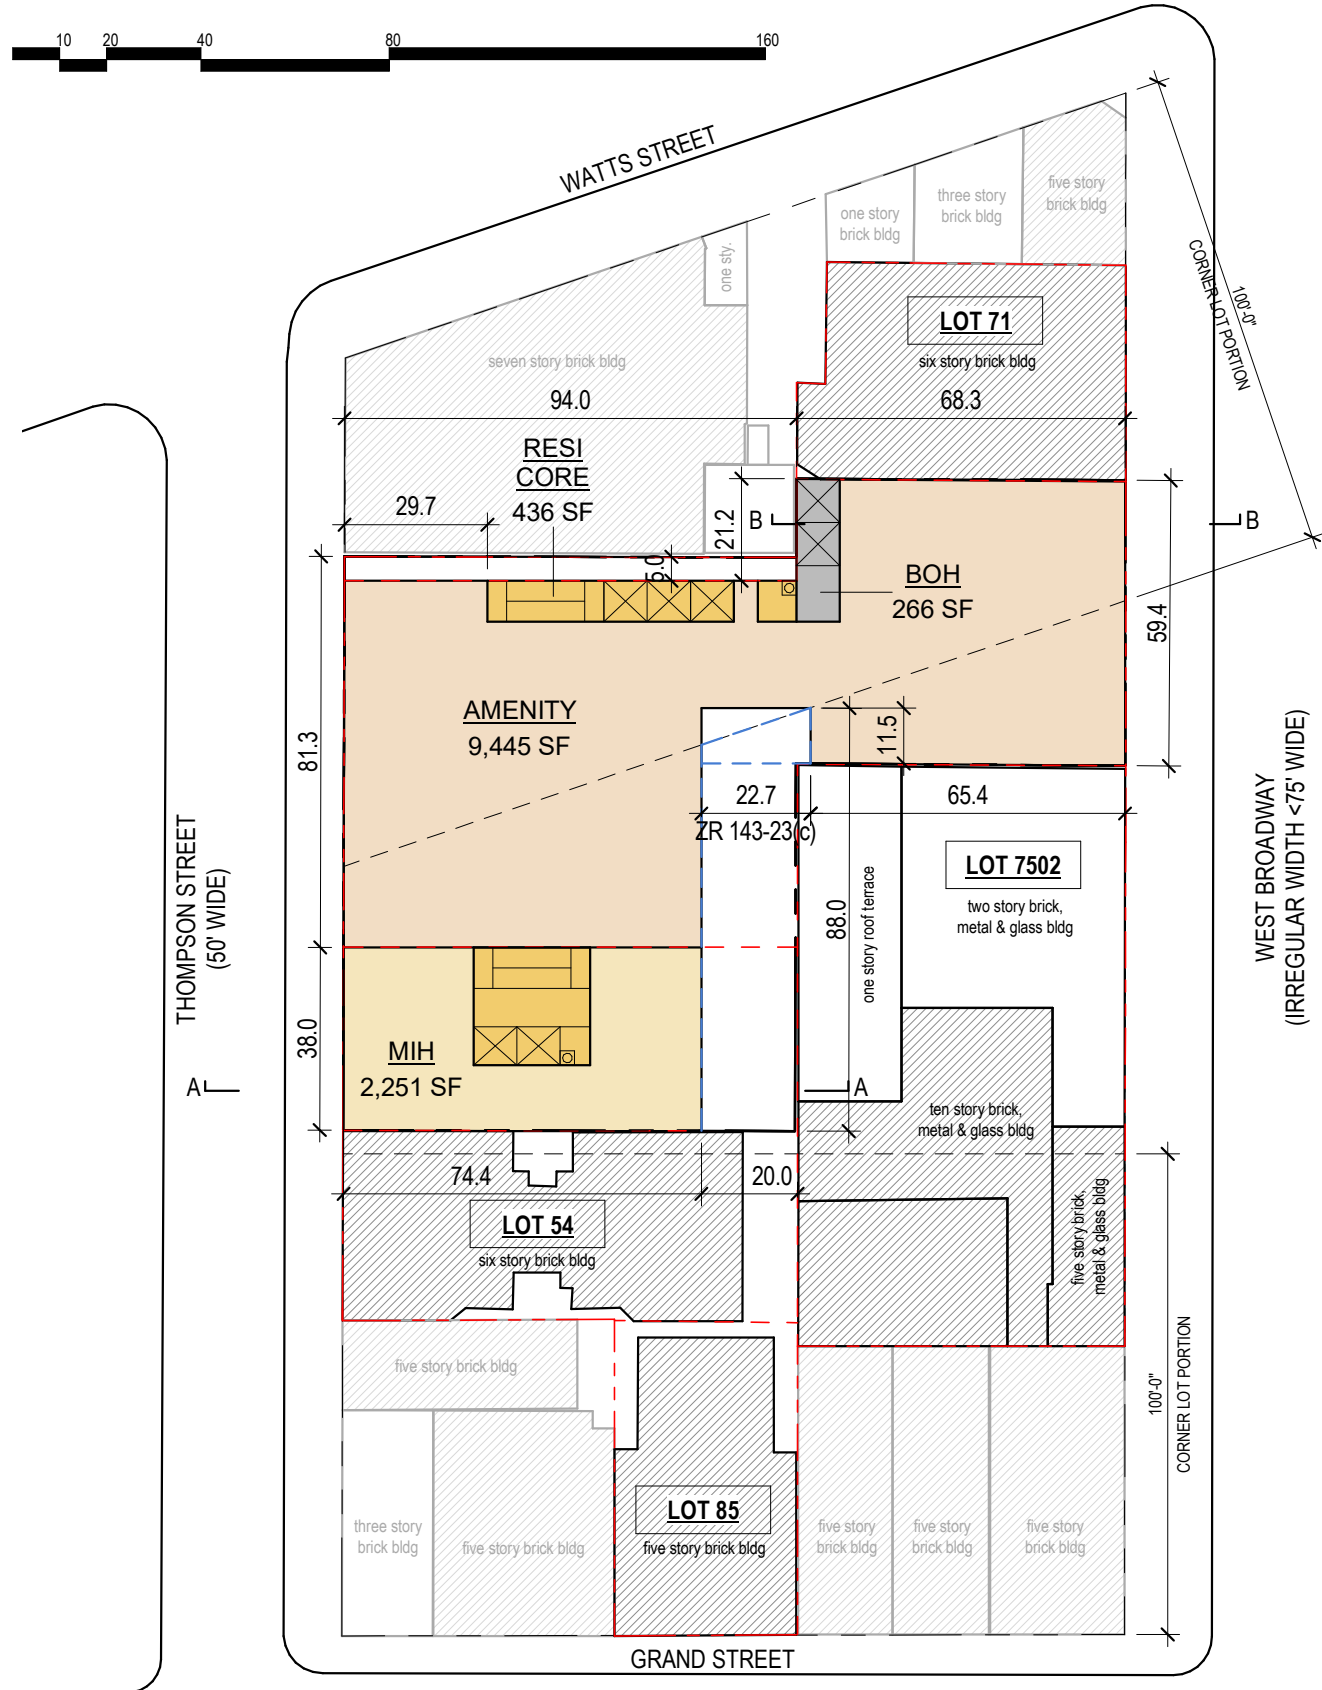 10 20 40 80 160
WATTS STREET
five story
brick bldg
three story
brick bldg
one story
brick bldg
one sty.
100'-0"
CORNER LOT PORTION
LOT 71
six story brick bldg
seven story brick bldg
94.0
68.3
RESI
CORE
436 SF
29.7
21.2
5.0
B
B
BOH
266 SF
59.4
AMENITY
9,445 SF
81.3
11.5
22.7
65.4
ZR 143-23(c)
THOMPSON STREET
(50' WIDE)
WEST BROADWAY
(IRREGULAR WIDTH <75' WIDE)
LOT 7502
two story brick,
metal & glass bldg
88.0
one story roof terrace
38.0
MIH
2,251 SF
A
A
ten story brick,
metal & glass bldg
74.4
20.0
LOT 54
six story brick bldg
five story brick,
metal & glass bldg
five story brick bldg
100'-0"
CORNER LOT PORTION
LOT 85
five story brick bldg
three story
brick bldg
five story brick bldg
five story
brick bldg
five story
brick bldg
five story
brick bldg
GRAND STREET